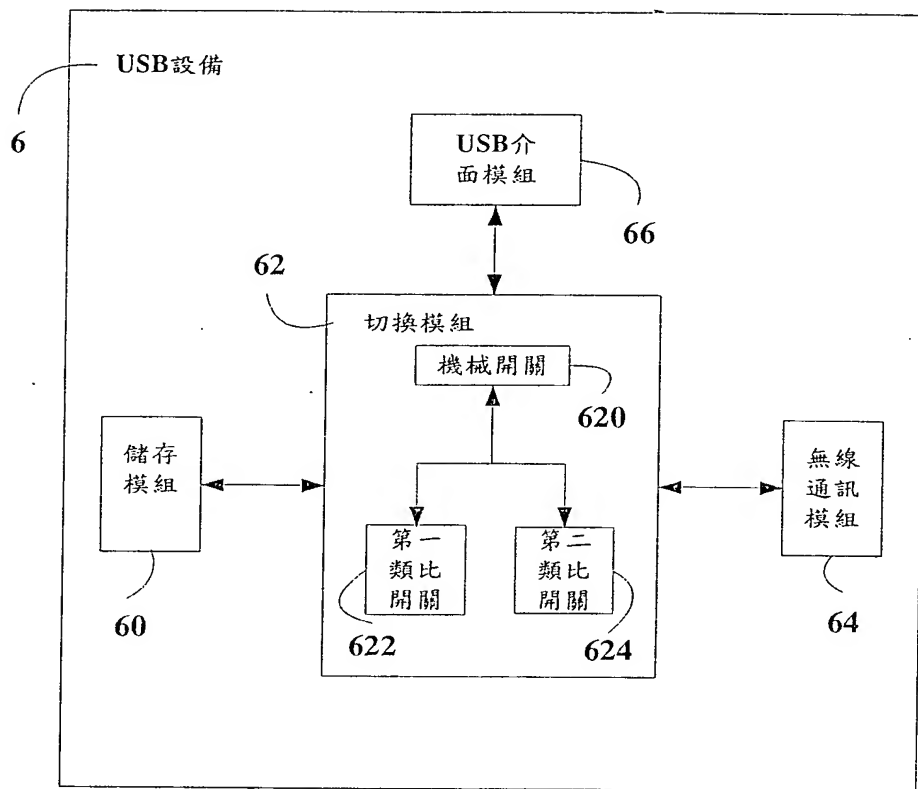 USB設備
6
USB介
面模組
66
62
切換模組
機械開關
620
儲存
模組
60
無線
通訊
模組
64
第一
類比
開關
622
第二
類比
開關
624